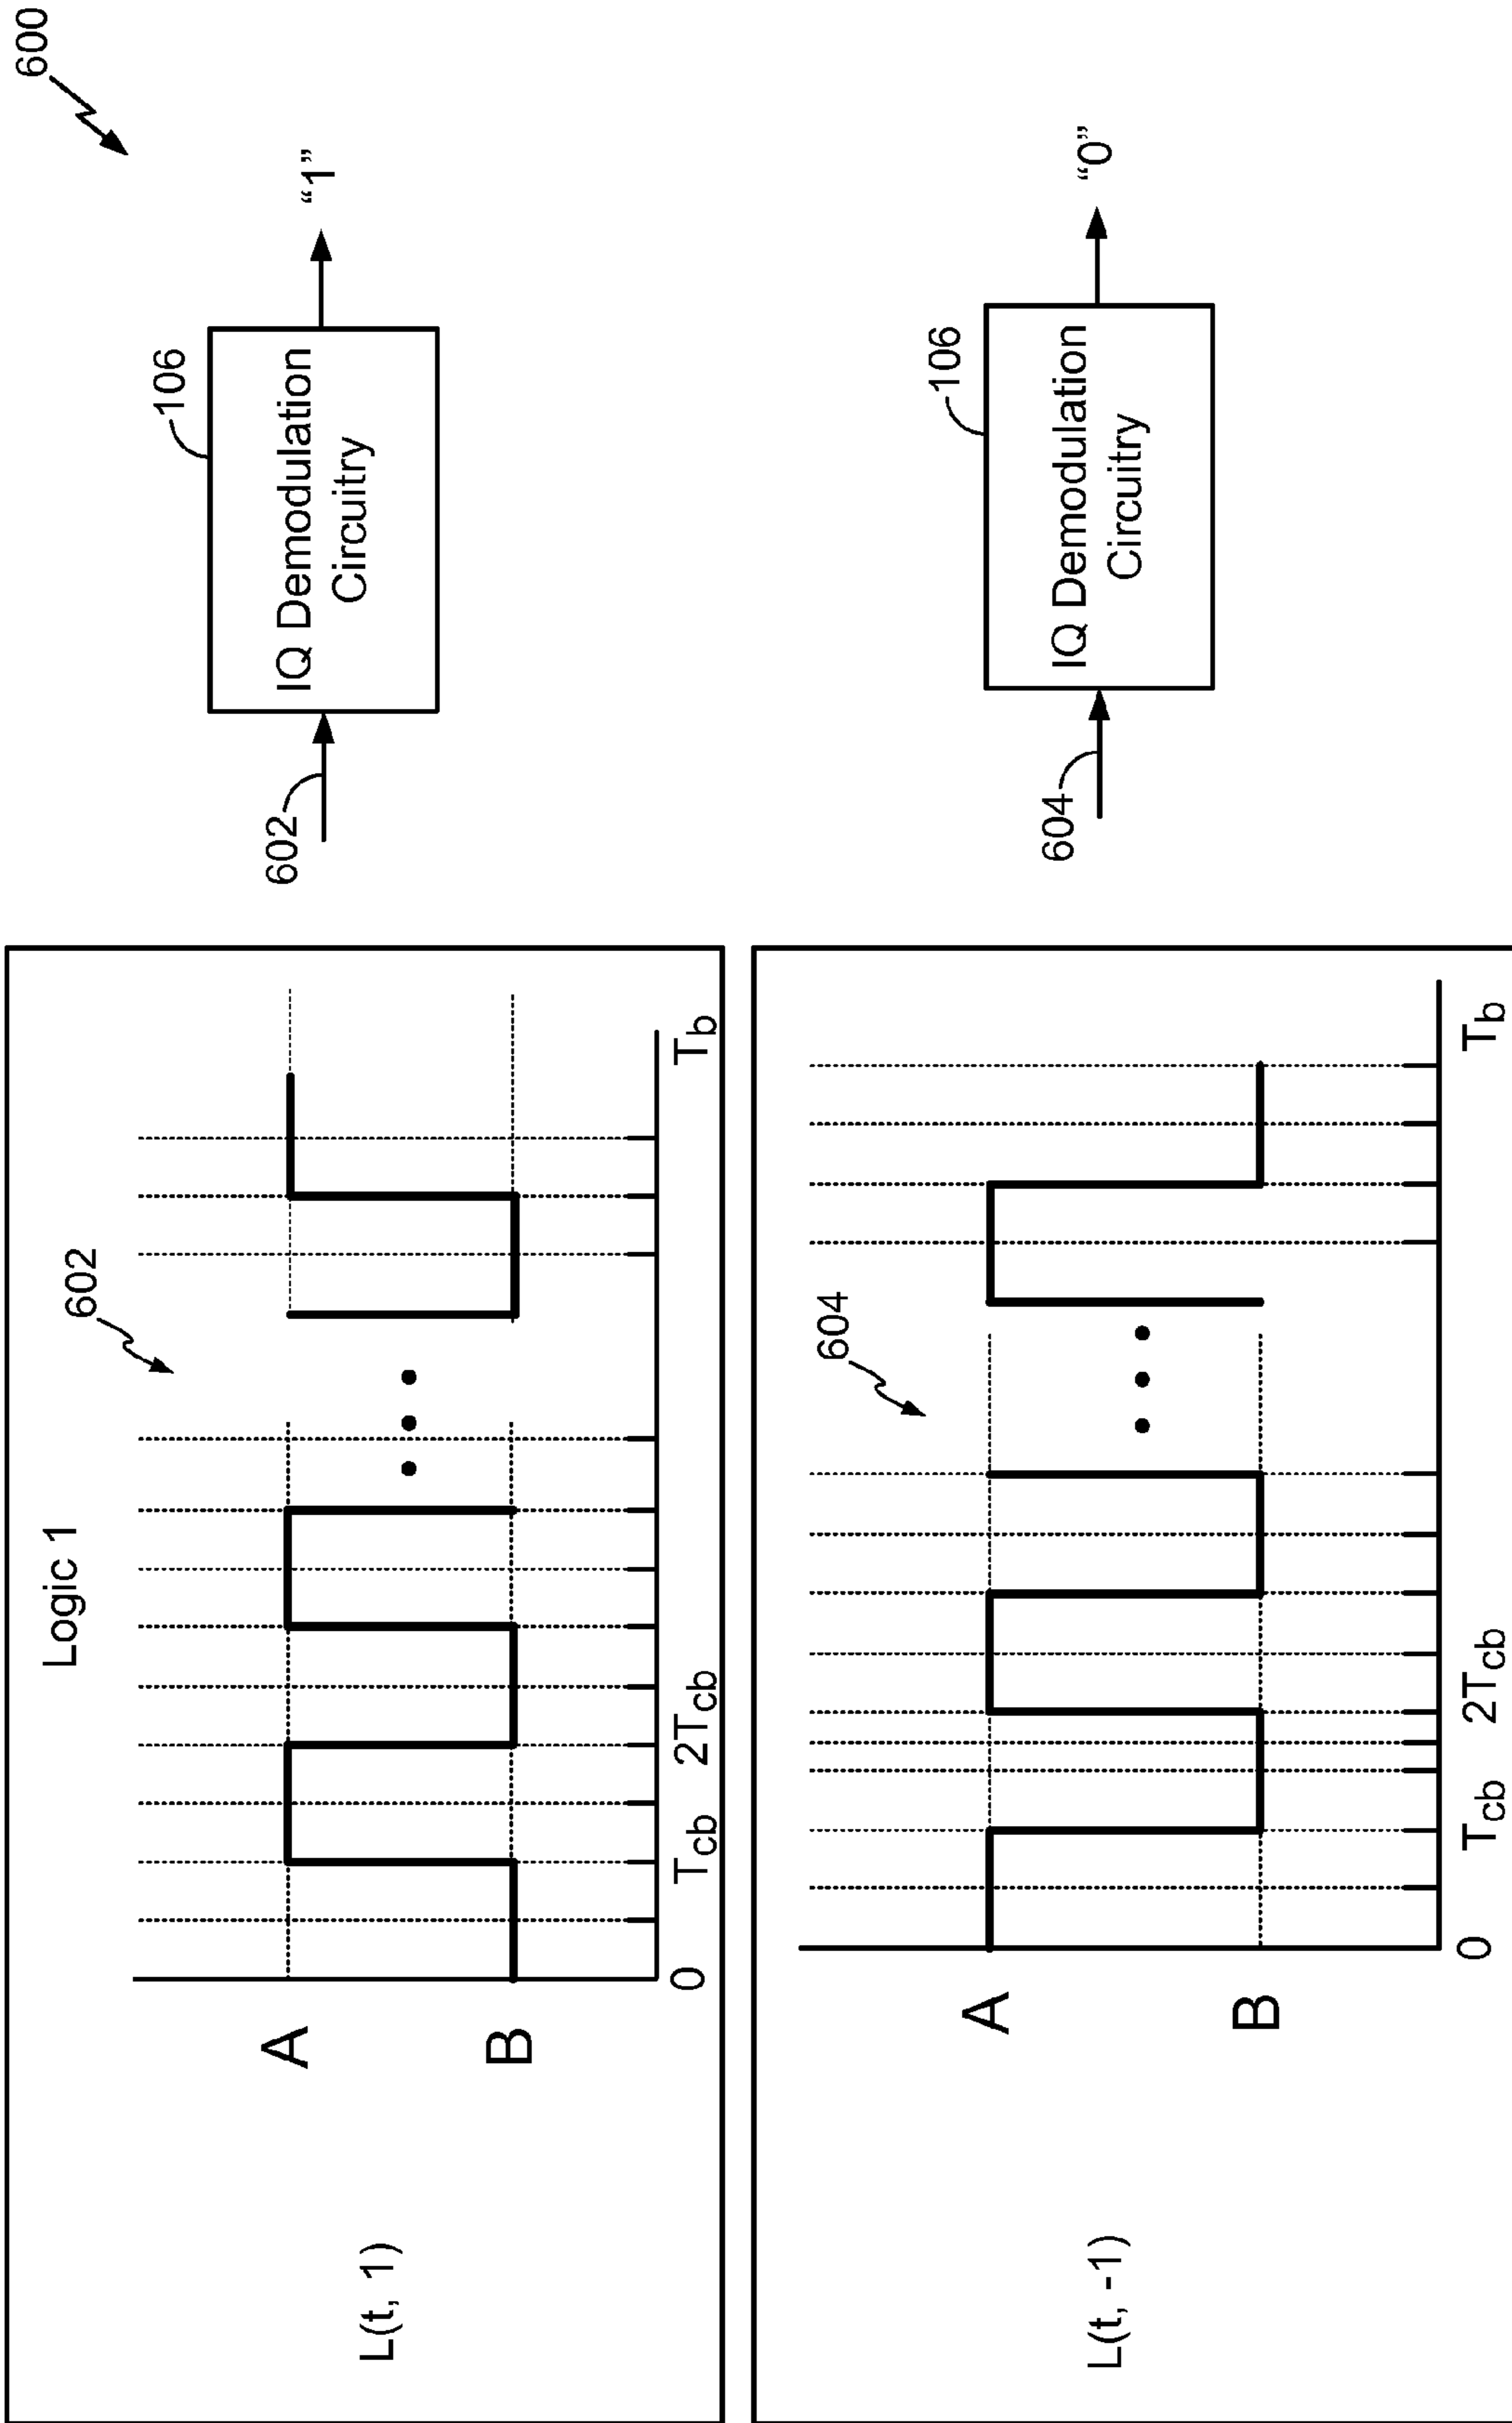 600
Logic 1
602
L(t, 1)
A
B
0
Tcb
2Tcb
Tb
602
106
IQ Demodulation
Circuitry
“1”
604
L(t, -1)
A
B
0
Tcb
2Tcb
Tb
604
106
IQ Demodulation
Circuitry
“0”